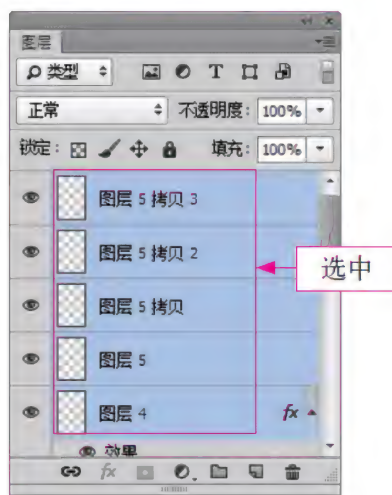 图层
类型 T
正常 不透明度: 100%
锁定: 填充: 100%
图层 5 拷贝 3
图层 5 拷贝 2
选中
图层 5 拷贝
图层 5
图层 4 fx
效果
fx